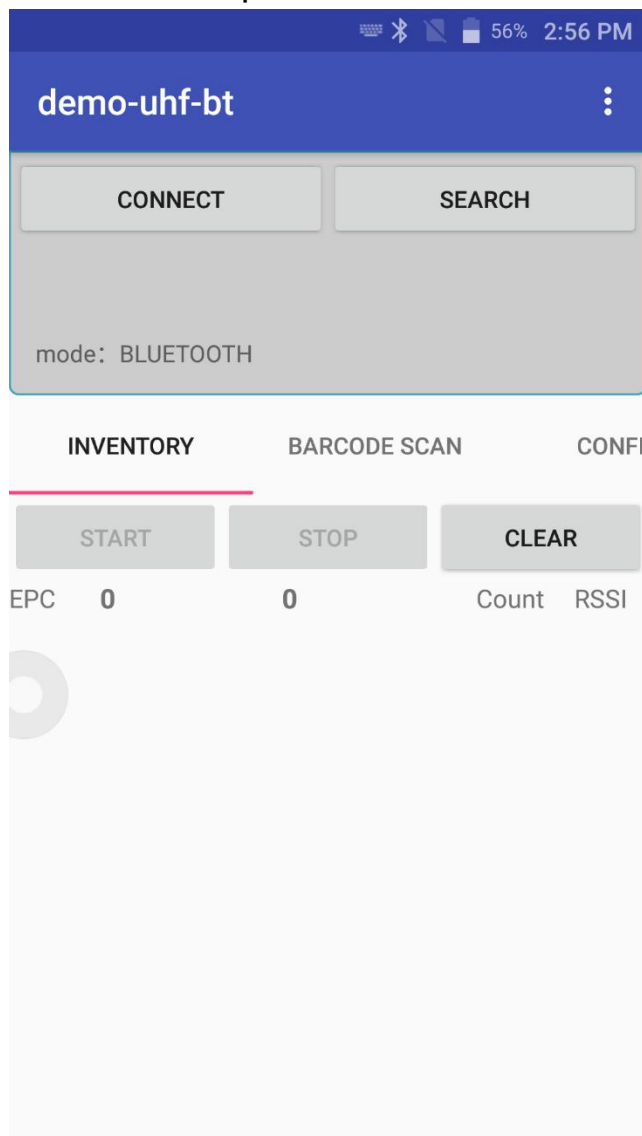 56% 2:56 PM
demo-uhf-bt
CONNECT SEARCH
mode: BLUETOOTH
INVENTORY BARCODE SCAN CONFI
START STOP CLEAR
EPC 0 0 Count RSSI